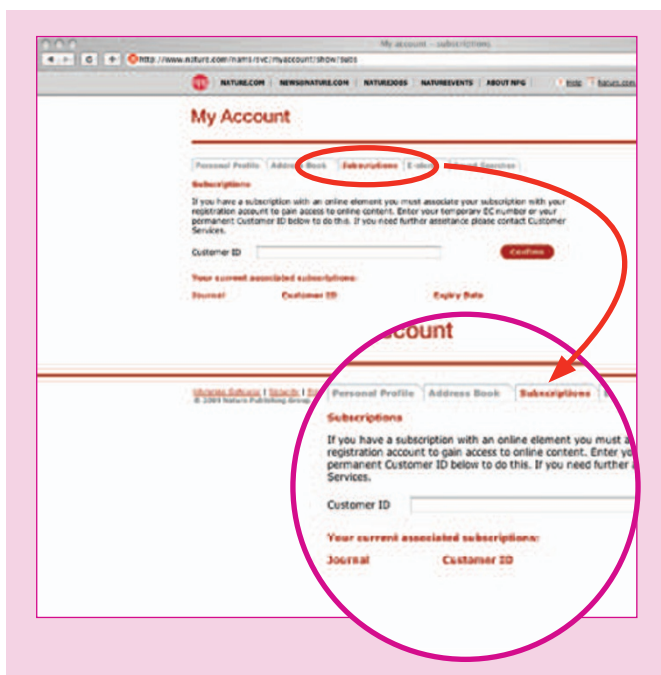 My account – subscriptions
http://www.nature.com/nams/svc/myaccount/show/subs
NATURE.COM NEWS@NATURE.COM NATUREJOBS NATUREEVENTS ABOUT NPG Help nature.com
My Account
Personal Profile Address Book Subscriptions E-alerts
Subscriptions
If you have a subscription with an online element you must associate your subscription with your
registration account to gain access to online content. Enter your temporary EC number or your
permanent Customer ID below to do this. If you need further assistance please contact Customer
Services.
Customer ID Confirm
Your current associated subscriptions:
Journal Customer ID Expiry Date
© 2004 Nature Publishing Group
count
Personal Profile Address Book Subscriptions
Subscriptions
If you have a subscription with an online element you must a
registration account to gain access to online content. Enter yo
permanent Customer ID below to do this. If you need further
Services.
Customer ID
Your current associated subscriptions:
Journal Customer ID